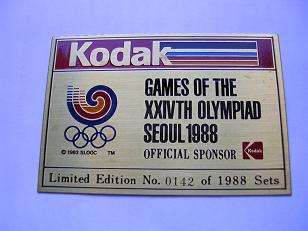 Kodak
GAMES OF THE
XXIVTH OLYMPIAD
SEOUL 1988
OFFICIAL SPONSOR
Kodak
© 1983 SLOOC TM
Limited Edition No. 0142 of 1988 Sets